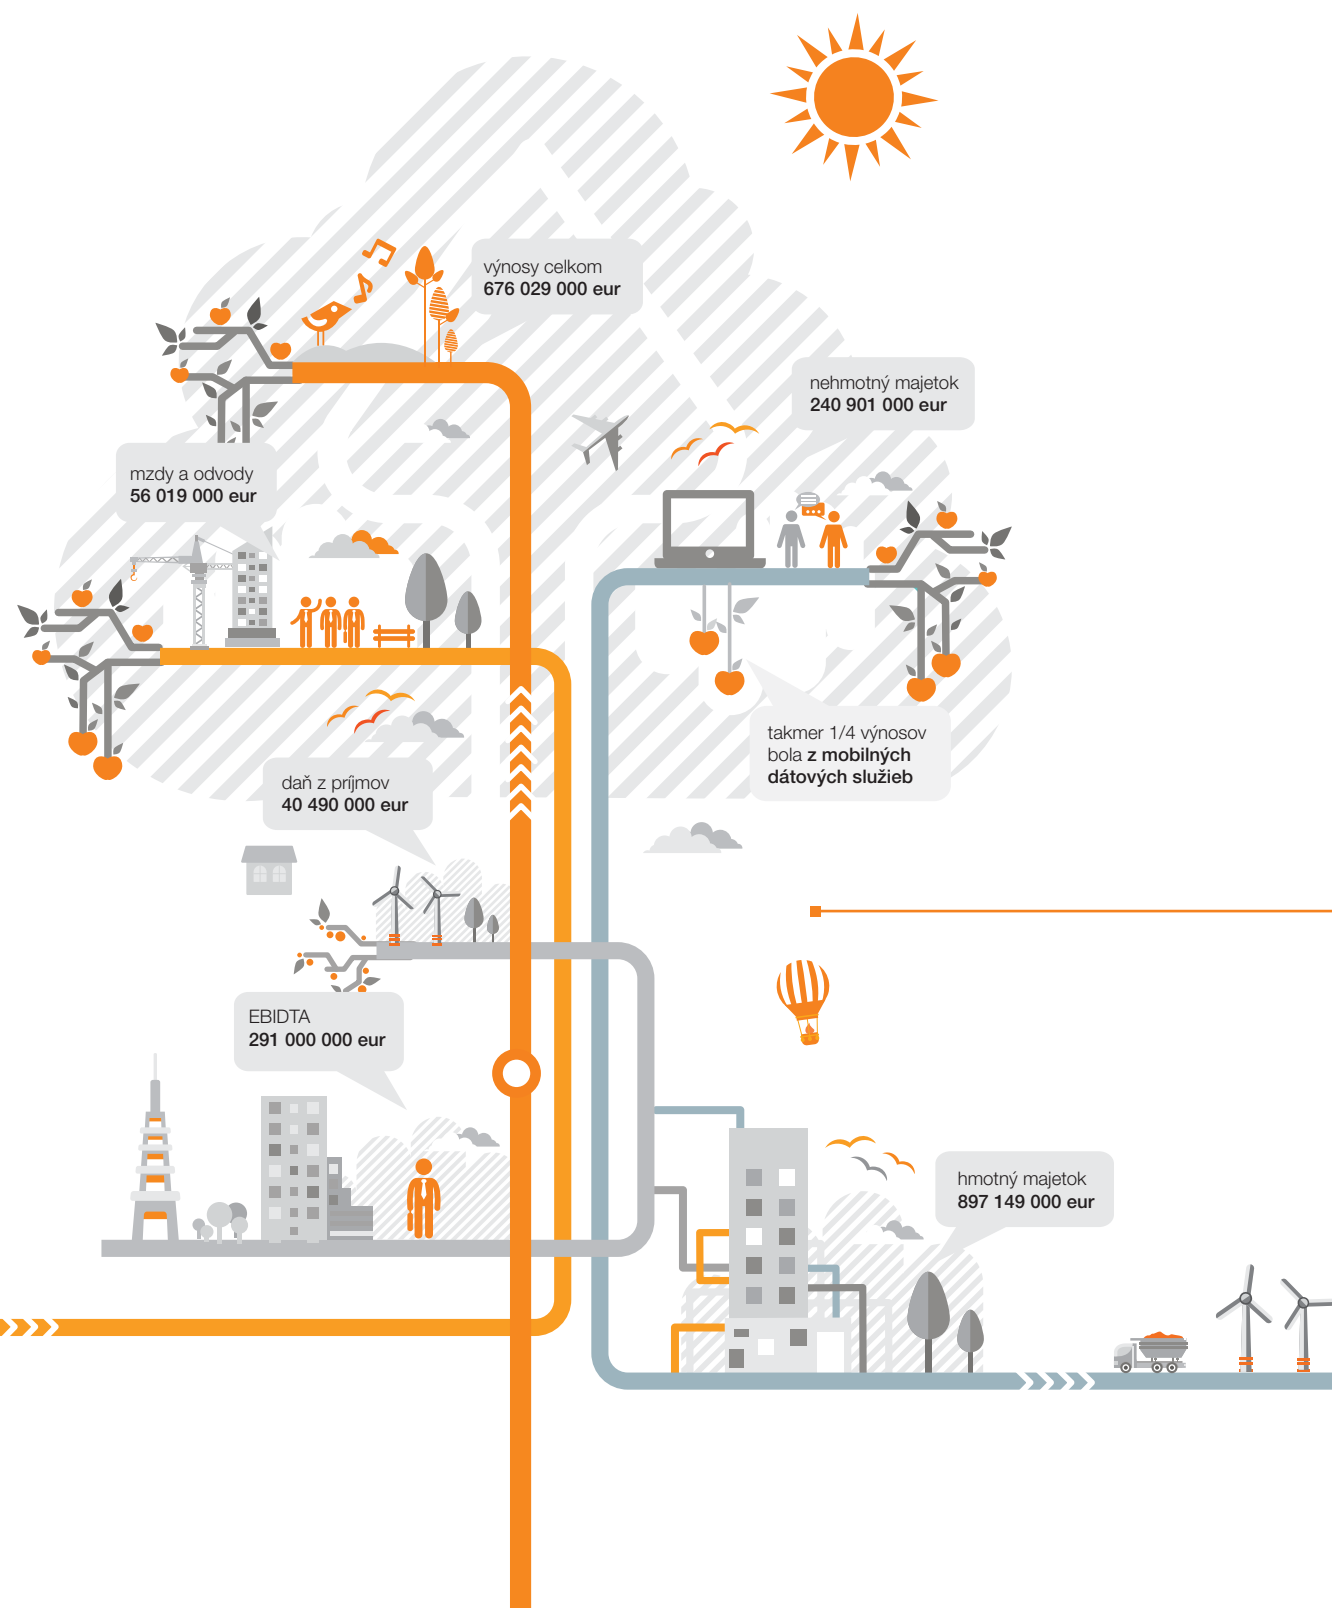 výnosy celkom
676 029 000 eur
nehmotný majetok
240 901 000 eur
mzdy a odvody
56 019 000 eur
takmer 1/4 výnosov
bola z mobilných
dátových služieb
daň z príjmov
40 490 000 eur
EBIDTA
291 000 000 eur
hmotný majetok
897 149 000 eur